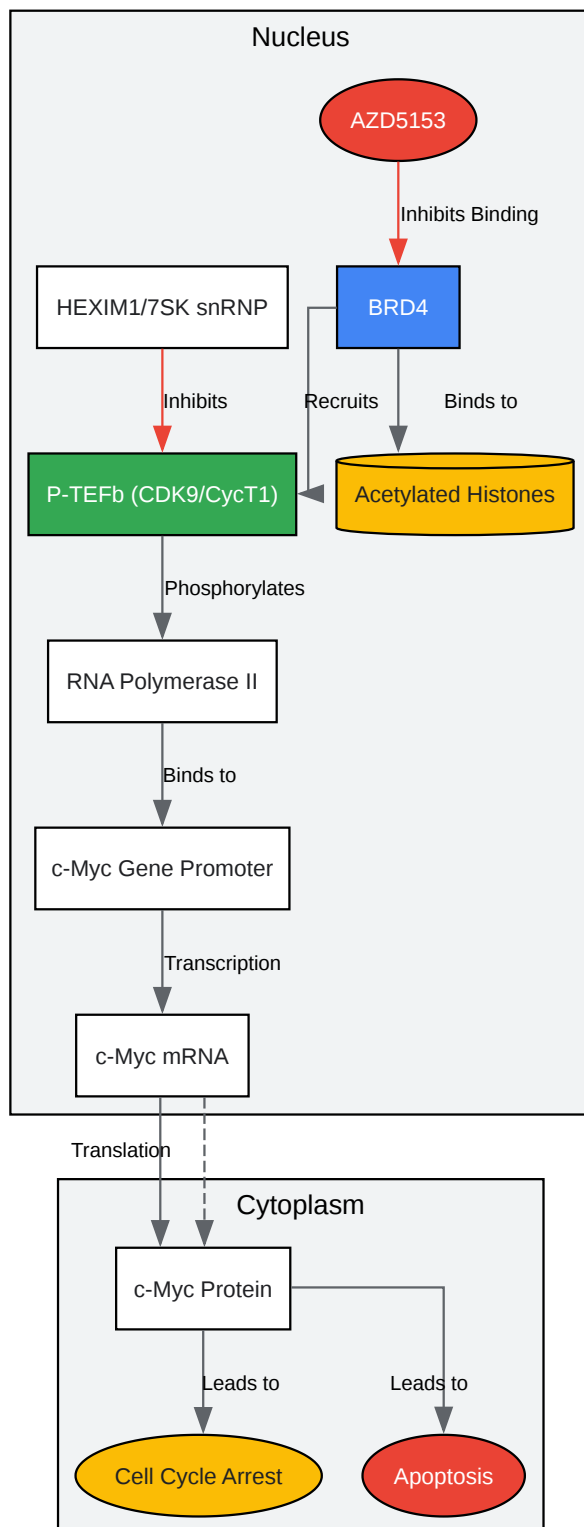 Nucleus
AZD5153
Inhibits Binding
HEXIM1/7SK snRNP
BRD4
Inhibits
Recruits
Binds to
P-TEFb (CDK9/CycT1)
Acetylated Histones
Phosphorylates
RNA Polymerase II
Binds to
c-Myc Gene Promoter
Transcription
c-Myc mRNA
Translation
Cytoplasm
c-Myc Protein
Leads to
Leads to
Cell Cycle Arrest
Apoptosis